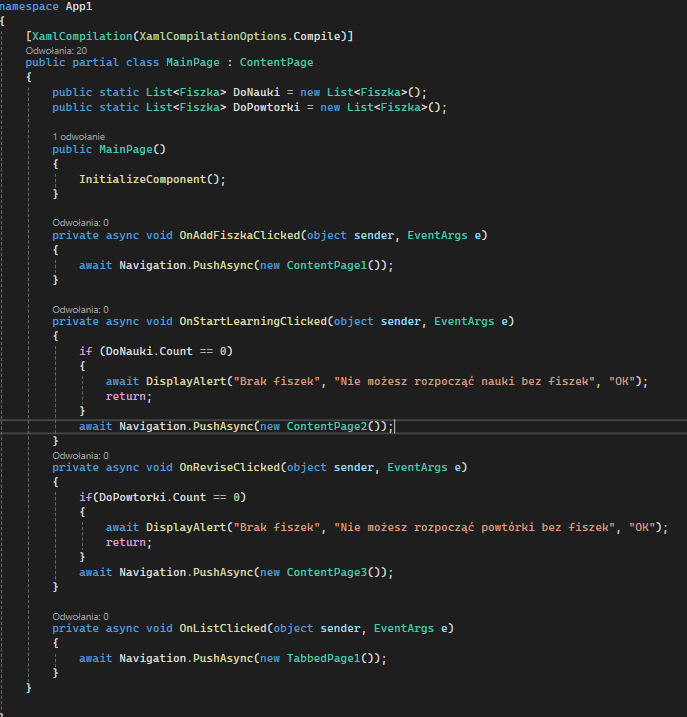 namespace App1
{
[XamlCompilation(XamlCompilationOptions.Compile)]
Odwołania: 20
public partial class MainPage : ContentPage
{
public static List<Fiszka> DoNauki = new List<Fiszka>();
public static List<Fiszka> DoPowtorki = new List<Fiszka>();
1 odwołanie
public MainPage()
{
InitializeComponent();
}
Odwołania: 0
private async void OnAddFiszkaClicked(object sender, EventArgs e)
{
await Navigation.PushAsync(new ContentPage1());
}
Odwołania: 0
private async void OnStartLearningClicked(object sender, EventArgs e)
{
if (DoNauki.Count == 0)
{
await DisplayAlert("Brak fiszek", "Nie możesz rozpocząć nauki bez fiszek", "OK");
return;
}
await Navigation.PushAsync(new ContentPage2());
}
Odwołania: 0
private async void OnReviseClicked(object sender, EventArgs e)
{
if(DoPowtorki.Count == 0)
{
await DisplayAlert("Brak fiszek", "Nie możesz rozpocząć powtórki bez fiszek", "OK");
return;
}
await Navigation.PushAsync(new ContentPage3());
}
Odwołania: 0
private async void OnListClicked(object sender, EventArgs e)
{
await Navigation.PushAsync(new TabbedPage1());
}
}